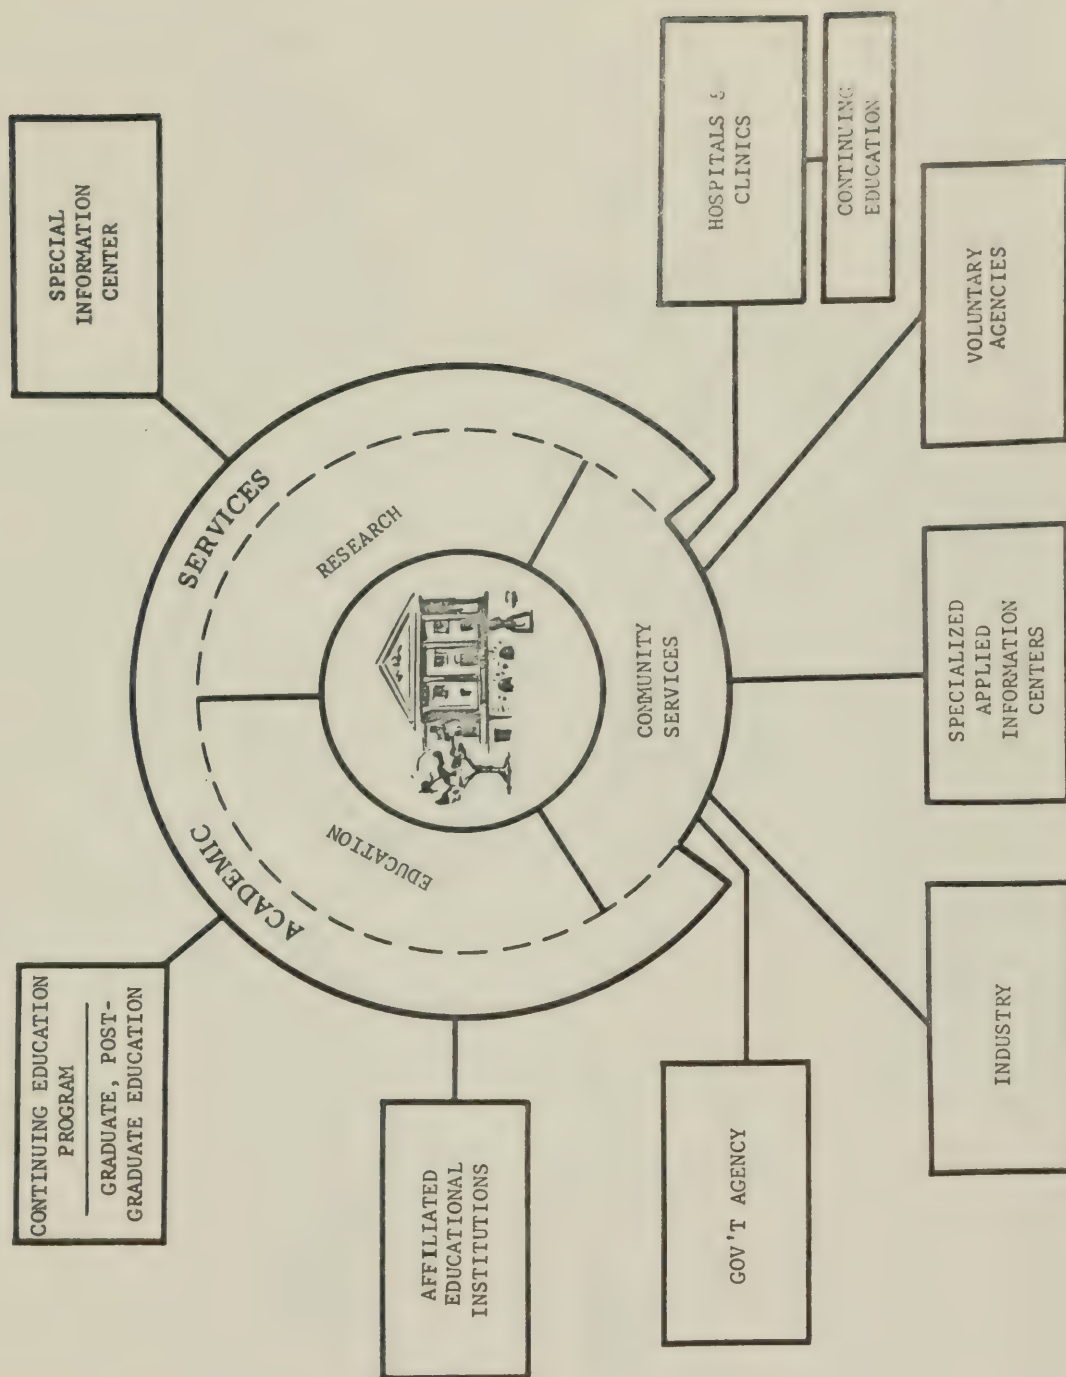 CONTINUING EDUCATION
PROGRAM
GRADUATE, POST-
GRADUATE EDUCATION
SPECIAL
INFORMATION
CENTER
ACADEMIC
SERVICES
EDUCATION
RESEARCH
COMMUNITY
SERVICES
AFFILIATED
EDUCATIONAL
INSTITUTIONS
GOV'T AGENCY
INDUSTRY
SPECIALIZED
APPLIED
INFORMATION
CENTERS
VOLUNTARY
AGENCIES
HOSPITALS &
CLINICS
CONTINUING
EDUCATION